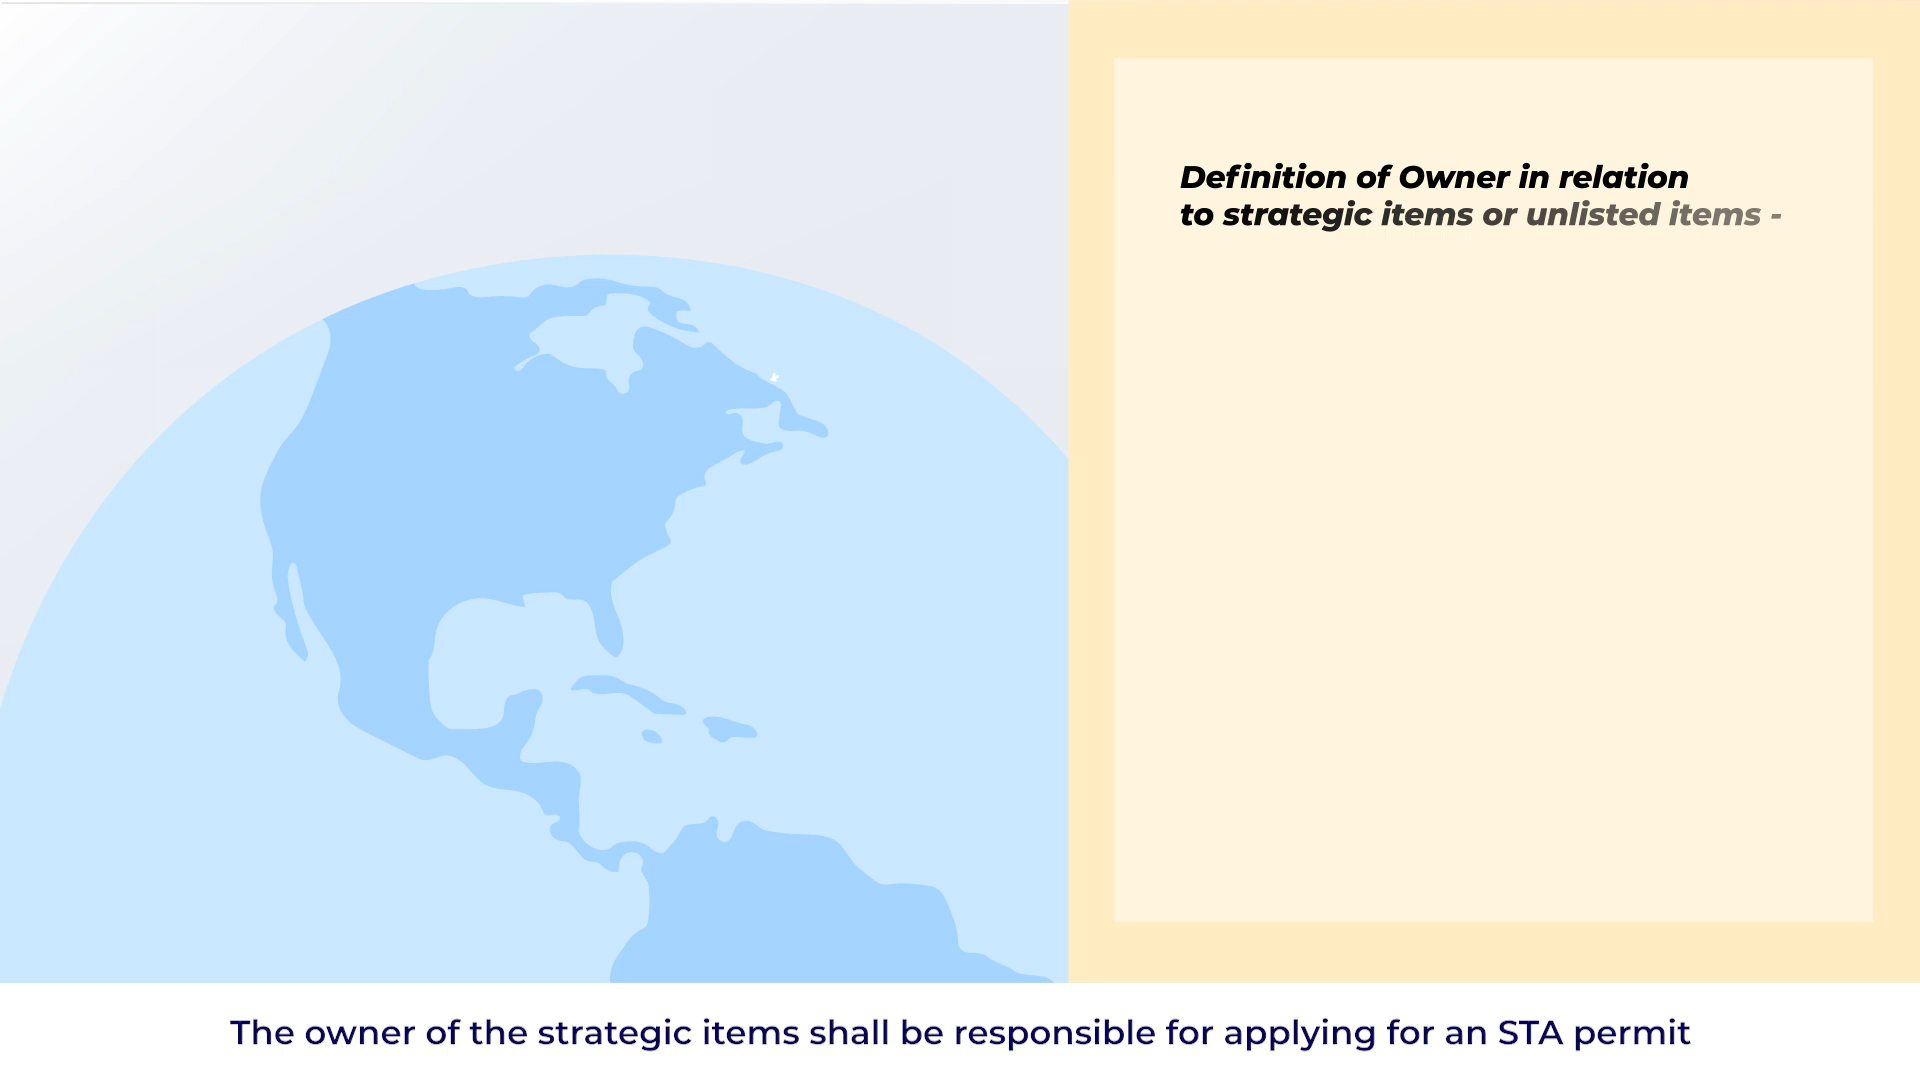 Definition of Owner in relation
to strategic items or unlisted items -
The owner of the strategic items shall be responsible for applying for an STA permit